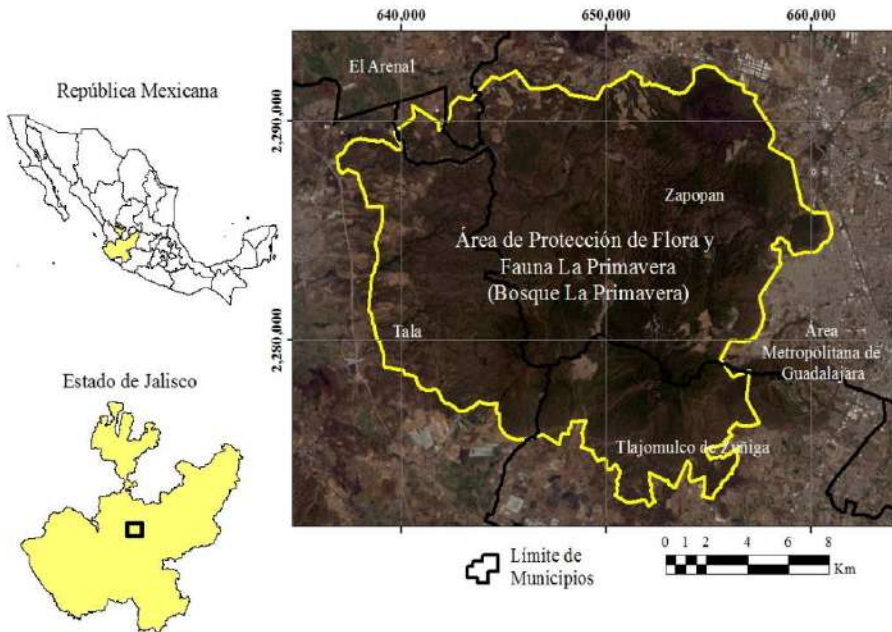 640,000
650,000
660,000
República Mexicana
El Arenal
2,290,000
Zapopan
Área de Protección de Flora y
Fauna La Primavera
(Bosque La Primavera)
Tala
2,280,000
Área
Metropolitana de
Guadalajara
Estado de Jalisco
Tlajomulco de Zuñiga
Límite de
Municipios
0 1 2 4 6 8
Km